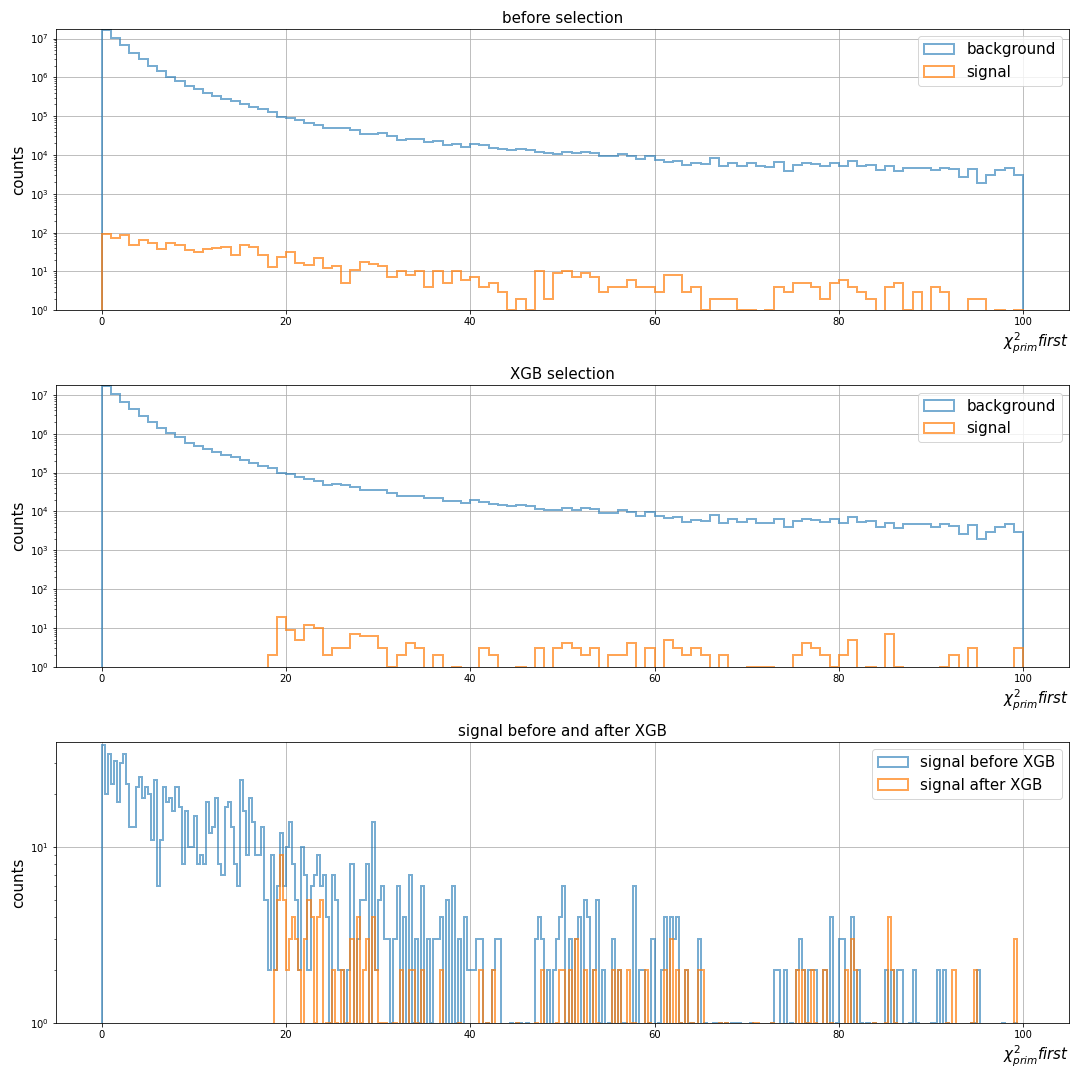 before selection
10⁷
10⁶
10⁵
10⁴
10³
10²
10¹
10⁰
counts
background
signal
0 20 40 60 80 100
χ²_prim first
XGB selection
10⁷
10⁶
10⁵
10⁴
10³
10²
10¹
10⁰
counts
background
signal
0 20 40 60 80 100
χ²_prim first
signal before and after XGB
10¹
10⁰
counts
signal before XGB
signal after XGB
0 20 40 60 80 100
χ²_prim first